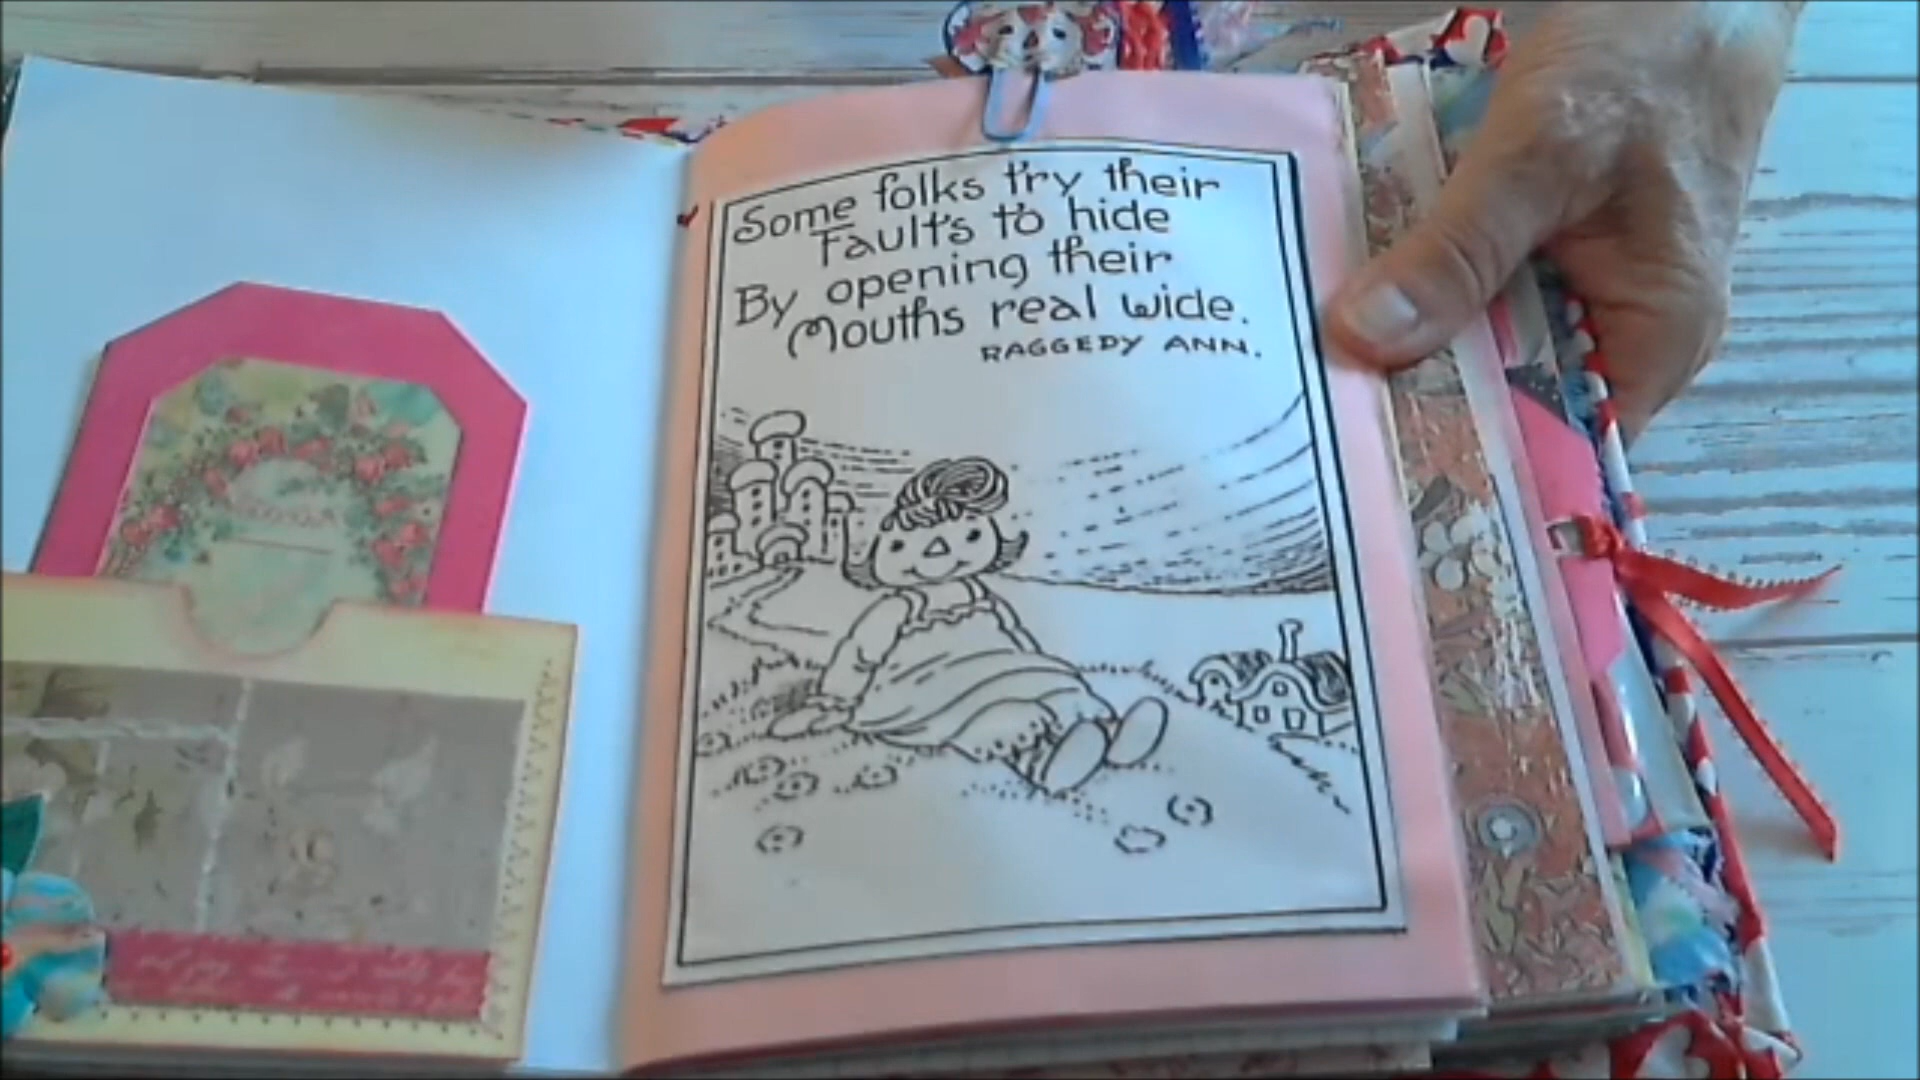 Some folks try their
Faults to hide
By opening their
Mouths real wide.
RAGGEDY ANN.